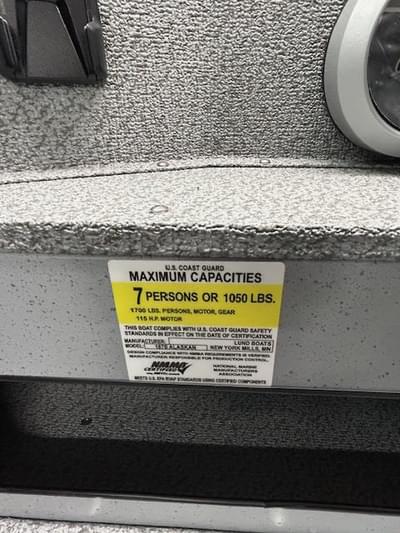 U.S. COAST GUARD
MAXIMUM CAPACITIES
7 PERSONS OR 1050 LBS.
1700 LBS. PERSONS, MOTOR, GEAR
115 H.P. MOTOR
THIS BOAT COMPLIES WITH U.S. COAST GUARD SAFETY
STANDARDS IN EFFECT ON THE DATE OF CERTIFICATION
MANUFACTURER: LUND BOATS
MODEL: 1875 ALASKAN NEW YORK MILLS, MN
DESIGN COMPLIANCE WITH NMMA REQUIREMENTS IS VERIFIED.
MANUFACTURER RESPONSIBLE FOR PRODUCTION CONTROL.
NMMA CERTIFIED
NATIONAL MARINE
MANUFACTURERS
ASSOCIATION
MEETS U.S. EPA EVAP STANDARDS USING CERTIFIED COMPONENTS